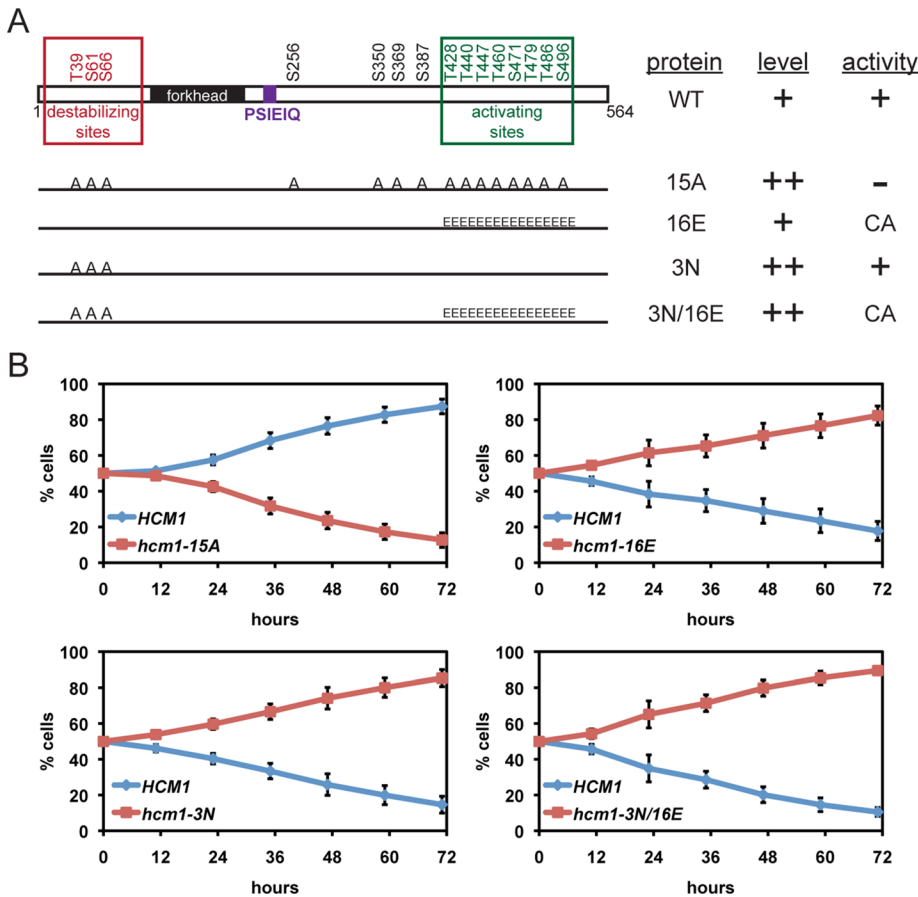 A
T39 S61 S66 S256 S350 S369 S387 T428 T440 T447 T460 S471 T479 T486 S496
protein level activity
forkhead
1 destabilizing sites PSIEIQ activating sites 564
WT + +
A A A A A A A A A A A A A A A 15A ++ -
EEEEEEEEEEEEEEEE 16E + CA
A A A 3N ++ +
A A A EEEEEEEEEEEEEEEE 3N/16E ++ CA
B
100
80
60
40
20
0
% cells
HCM1
hcm1-15A
0 12 24 36 48 60 72
hours
100
80
60
40
20
0
% cells
HCM1
hcm1-16E
0 12 24 36 48 60 72
hours
100
80
60
40
20
0
% cells
HCM1
hcm1-3N
0 12 24 36 48 60 72
hours
100
80
60
40
20
0
% cells
HCM1
hcm1-3N/16E
0 12 24 36 48 60 72
hours